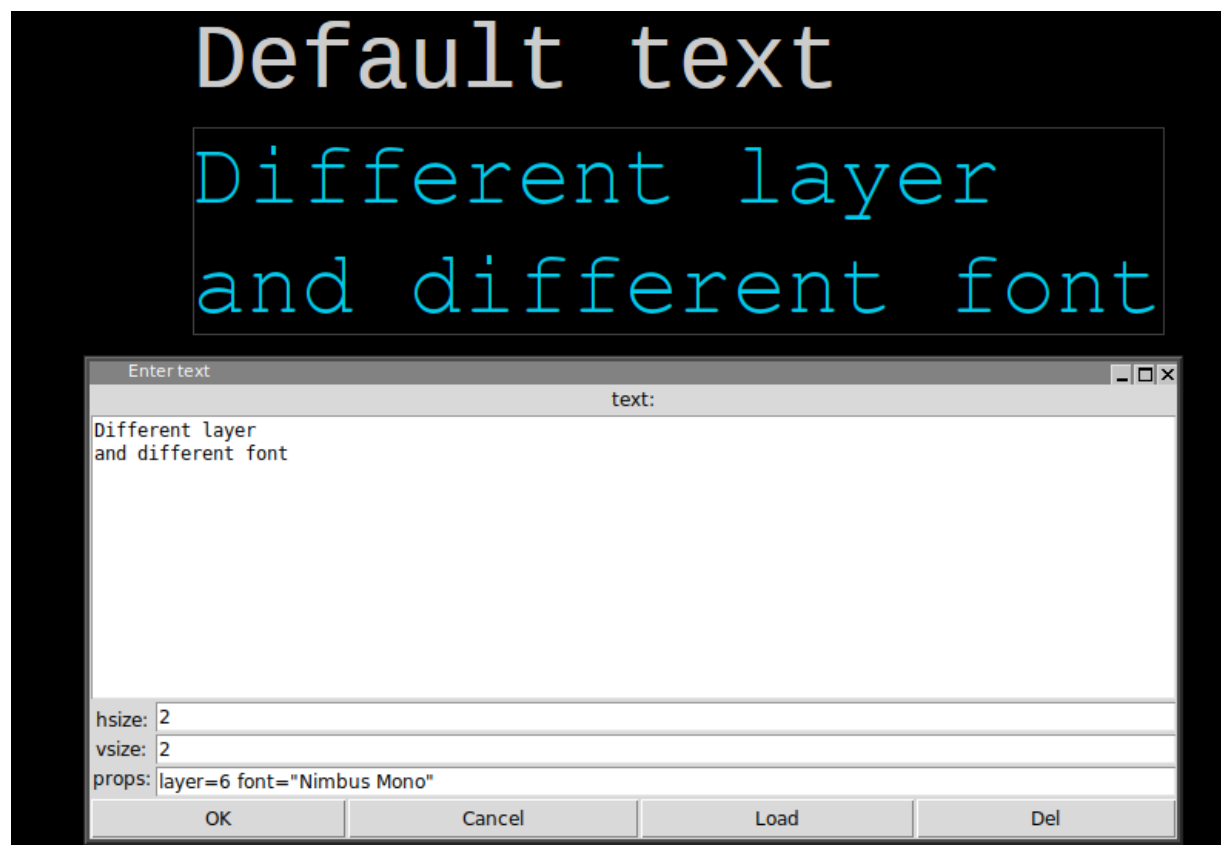 Default text
Different layer
and different font
Enter text
text:
Different layer
and different font
hsize: 2
vsize: 2
props: layer=6 font="Nimbus Mono"
OK Cancel Load Del